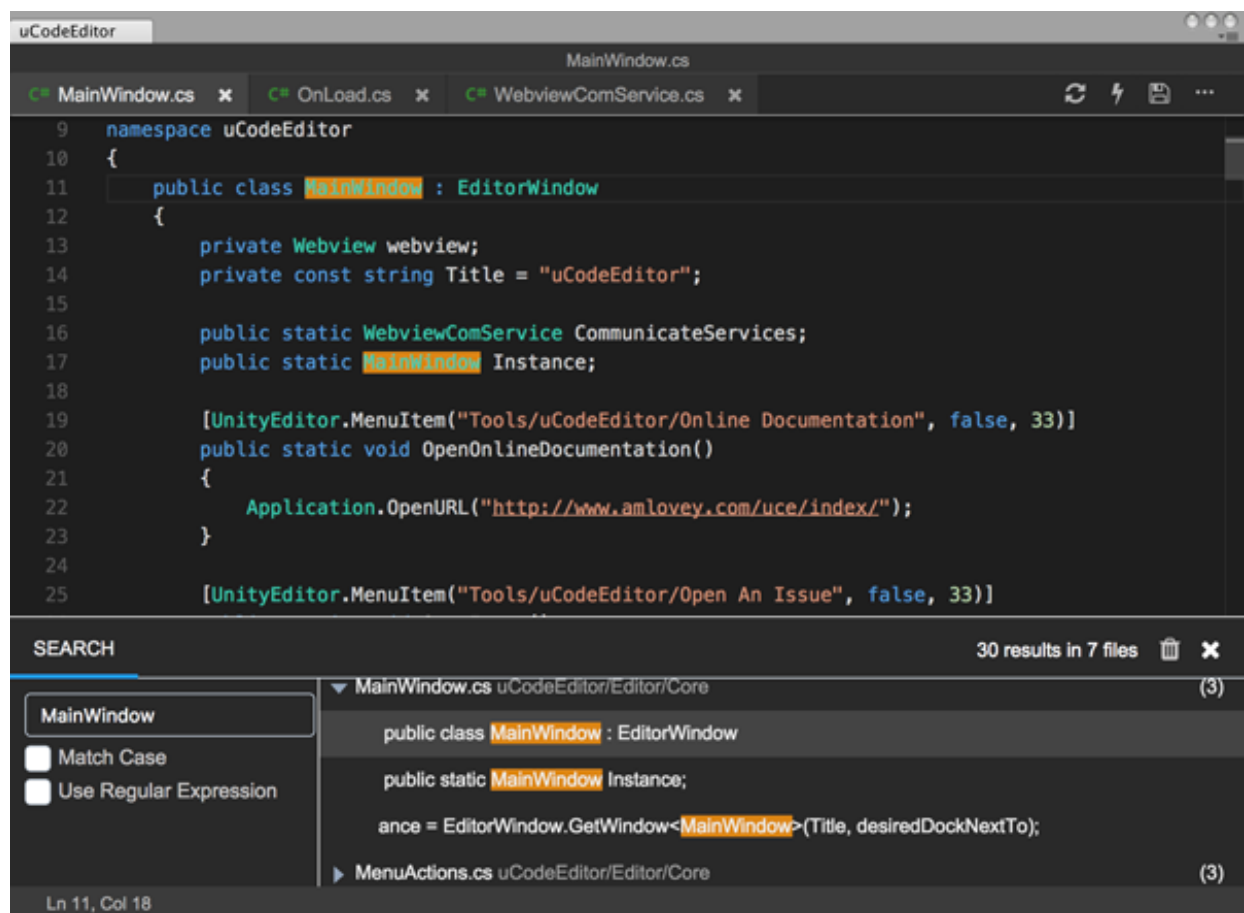 uCodeEditor
MainWindow.cs
C# MainWindow.cs C# OnLoad.cs C# WebviewComService.cs
9 namespace uCodeEditor
10 {
11 public class MainWindow : EditorWindow
12 {
13 private Webview webview;
14 private const string Title = "uCodeEditor";
15
16 public static WebviewComService CommunicateServices;
17 public static MainWindow Instance;
18
19 [UnityEditor.MenuItem("Tools/uCodeEditor/Online Documentation", false, 33)]
20 public static void OpenOnlineDocumentation()
21 {
22 Application.OpenURL("http://www.amlovey.com/uce/index/");
23 }
24
25 [UnityEditor.MenuItem("Tools/uCodeEditor/Open An Issue", false, 33)]
SEARCH 30 results in 7 files
MainWindow
Match Case
Use Regular Expression
MainWindow.cs uCodeEditor/Editor/Core (3)
public class MainWindow : EditorWindow
public static MainWindow Instance;
ance = EditorWindow.GetWindow<MainWindow>(Title, desiredDockNextTo);
MenuActions.cs uCodeEditor/Editor/Core (3)
Ln 11, Col 18